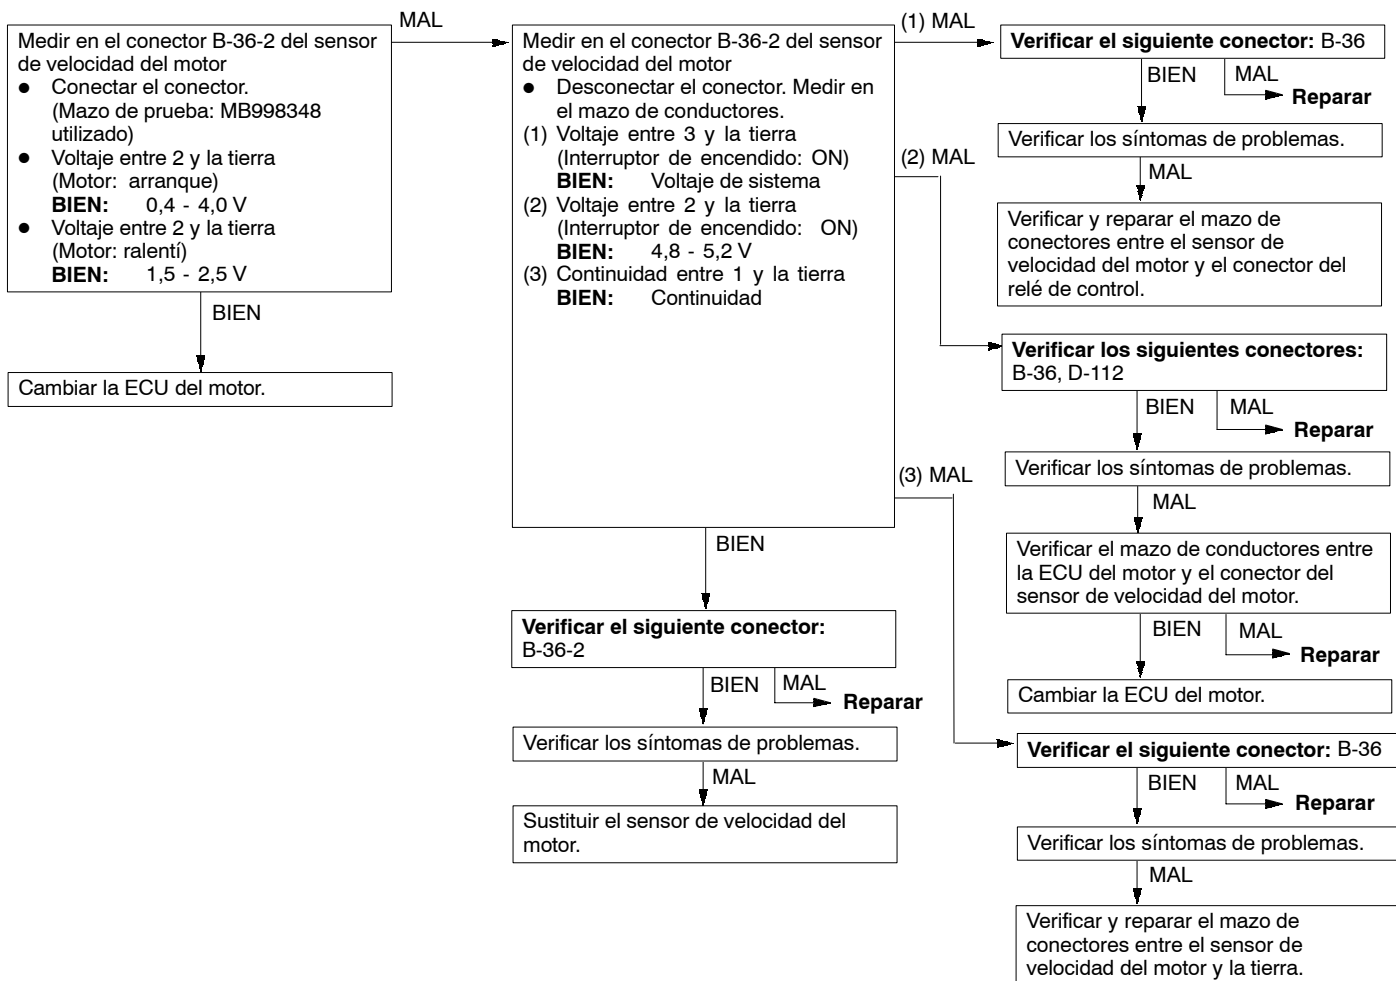 MAL
Medir en el conector B-36-2 del sensor
de velocidad del motor
● Conectar el conector.
(Mazo de prueba: MB998348
utilizado)
● Voltaje entre 2 y la tierra
(Motor: arranque)
BIEN: 0,4 - 4,0 V
● Voltaje entre 2 y la tierra
(Motor: ralentí)
BIEN: 1,5 - 2,5 V
BIEN
Cambiar la ECU del motor.
Medir en el conector B-36-2 del sensor
de velocidad del motor
● Desconectar el conector. Medir en
el mazo de conductores.
(1) Voltaje entre 3 y la tierra
(Interruptor de encendido: ON)
BIEN: Voltaje de sistema
(2) Voltaje entre 2 y la tierra
(Interruptor de encendido: ON)
BIEN: 4,8 - 5,2 V
(3) Continuidad entre 1 y la tierra
BIEN: Continuidad
BIEN
Verificar el siguiente conector:
B-36-2
BIEN MAL
Reparar
Verificar los síntomas de problemas.
MAL
Sustituir el sensor de velocidad del
motor.
(1) MAL
Verificar el siguiente conector: B-36
BIEN MAL
Reparar
Verificar los síntomas de problemas.
MAL
Verificar y reparar el mazo de
conectores entre el sensor de
velocidad del motor y el conector del
relé de control.
(2) MAL
Verificar los siguientes conectores:
B-36, D-112
BIEN MAL
Reparar
Verificar los síntomas de problemas.
MAL
Verificar el mazo de conductores entre
la ECU del motor y el conector del
sensor de velocidad del motor.
BIEN MAL
Reparar
Cambiar la ECU del motor.
(3) MAL
Verificar el siguiente conector: B-36
BIEN MAL
Reparar
Verificar los síntomas de problemas.
MAL
Verificar y reparar el mazo de
conectores entre el sensor de
velocidad del motor y la tierra.